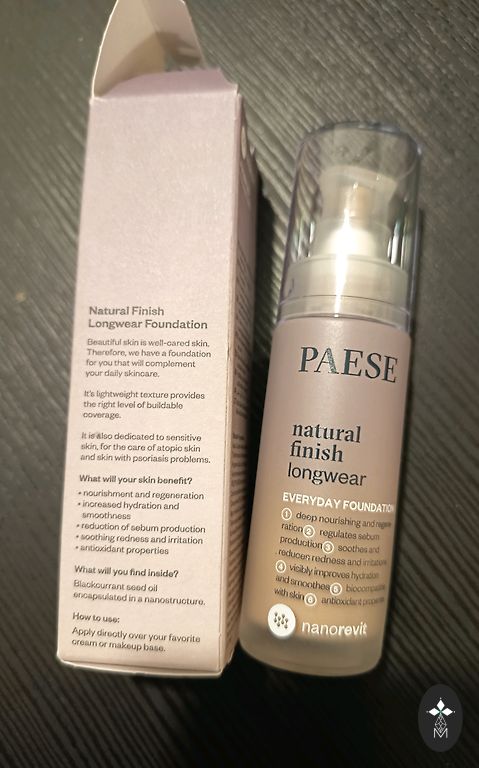 Natural Finish
Longwear Foundation
Beautiful skin is well-cared skin.
Therefore, we have a foundation
for you that will complement
your daily skincare.
It's lightweight texture provides
the right level of buildable
coverage.
It is also dedicated to sensitive
skin, for the care of atopic skin
and skin with psoriasis problems.
What will your skin benefit?
• nourishment and regeneration
• increased hydration and
smoothness
• reduction of sebum production
• soothing redness and irritation
• antioxidant properties
What will you find inside?
Blackcurrant seed oil
encapsulated in a nanostructure.
How to use:
Apply directly over your favorite
cream or makeup base.
PAESE
natural
finish
longwear
EVERYDAY FOUNDATION
1 deep nourishing and regene
ration 2 regulates sebum
production 3 soothes and
reduces redness and irritations
4 visibly improves hydration
and smoothes 5 biocompatible
with skin 6 antioxidant properties
nanorevit
M